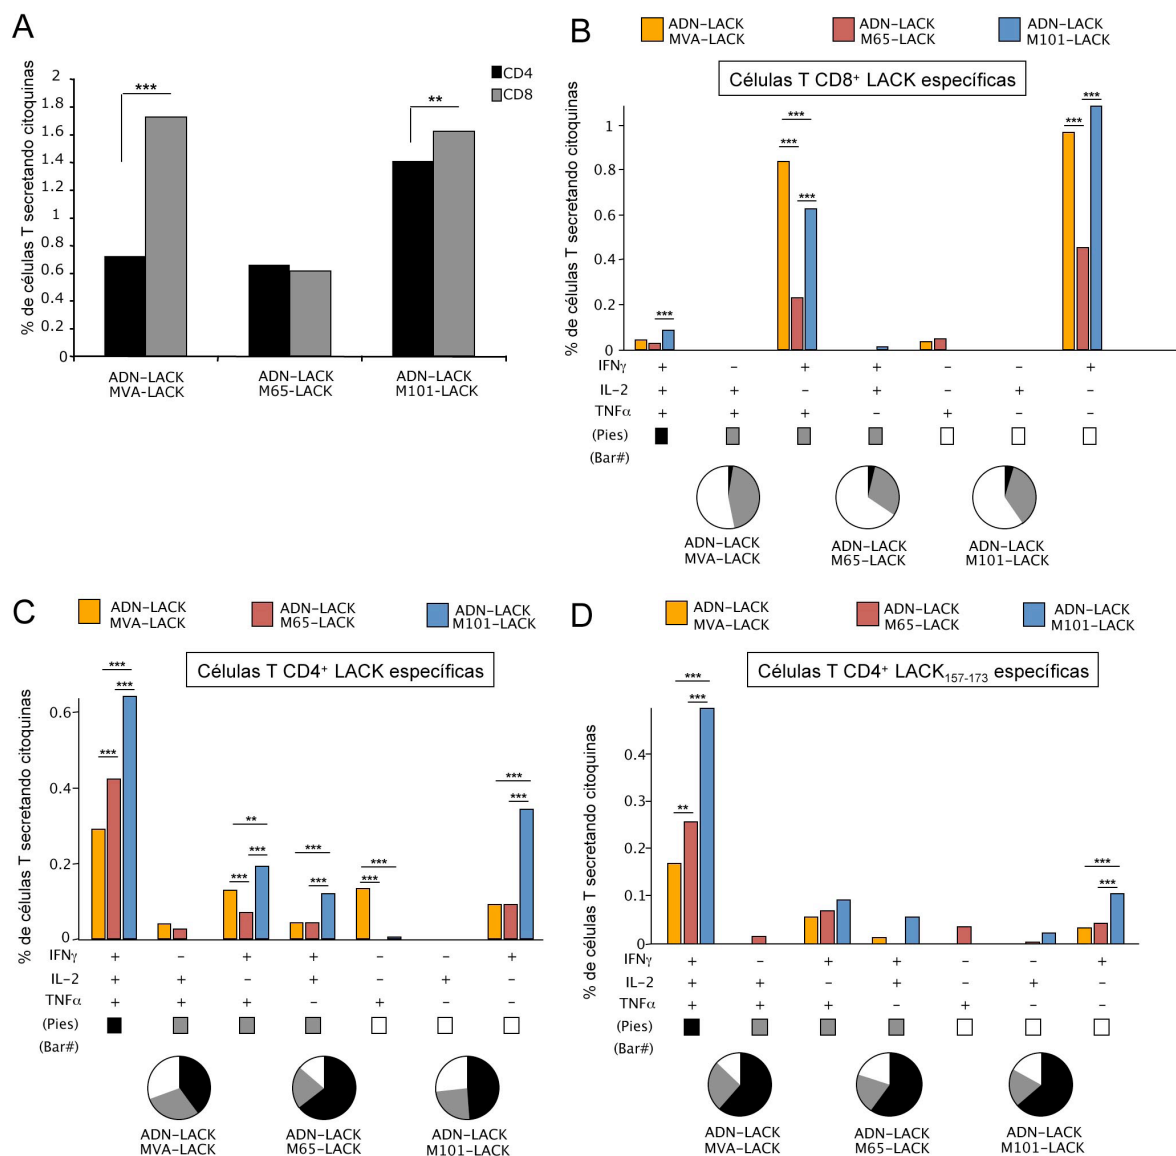 A
% de células T secretando citoquinas
2
1.8
1.6
1.4
1.2
1
0.8
0.6
0.4
0.2
0
***
**
CD4
CD8
ADN-LACK
MVA-LACK
ADN-LACK
M65-LACK
ADN-LACK
M101-LACK
B
ADN-LACK
MVA-LACK
ADN-LACK
M65-LACK
ADN-LACK
M101-LACK
Células T CD8+ LACK específicas
% de células T secretando citoquinas
1
0.6
0.4
0.2
0
***
***
***
***
***
***
IFNγ + - + + - - +
IL-2 + + - + - + -
TNFα + + + - + - -
(Pies)
(Bar#)
ADN-LACK
MVA-LACK
ADN-LACK
M65-LACK
ADN-LACK
M101-LACK
C
ADN-LACK
MVA-LACK
ADN-LACK
M65-LACK
ADN-LACK
M101-LACK
Células T CD4+ LACK específicas
% de células T secretando citoquinas
0.6
0.4
0.2
0
***
***
***
**
***
***
***
***
***
***
***
***
IFNγ + - + + - - +
IL-2 + + - + - + -
TNFα + + + - + - -
(Pies)
(Bar#)
ADN-LACK
MVA-LACK
ADN-LACK
M65-LACK
ADN-LACK
M101-LACK
D
ADN-LACK
MVA-LACK
ADN-LACK
M65-LACK
ADN-LACK
M101-LACK
Células T CD4+ LACK157-173 específicas
% de células T secretando citoquinas
0.4
0.3
0.2
0.1
0
***
***
**
***
***
IFNγ + - + + - - +
IL-2 + + - + - + -
TNFα + + + - + - -
(Pies)
(Bar#)
ADN-LACK
MVA-LACK
ADN-LACK
M65-LACK
ADN-LACK
M101-LACK